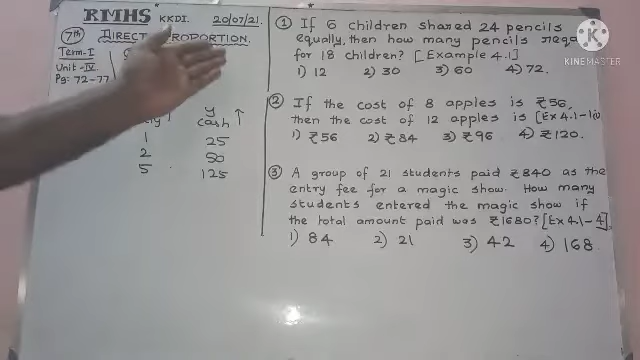 RMHS KKDI. 20/07/21.
7th DIRECT PROPORTION.
Term-I
Unit-IV
Pg: 72-77
y
cash ↑
1 25
2 50
5 125
① If 6 children shared 24 pencils
equally, then how many pencils
for 18 children? [Example 4.1]
1) 12 2) 30 3) 60 4) 72.
② If the cost of 8 apples is ₹56,
then the cost of 12 apples is
1) ₹56 2) ₹84 3) ₹96 4) ₹120.
③ A group of 21 students paid ₹840 as the
entry fee for a magic show. How many
students entered the magic show if
the total amount paid was ₹1680? [Ex 4.1-4]
1) 84 2) 21 3) 42 4) 168.
KINEMASTER